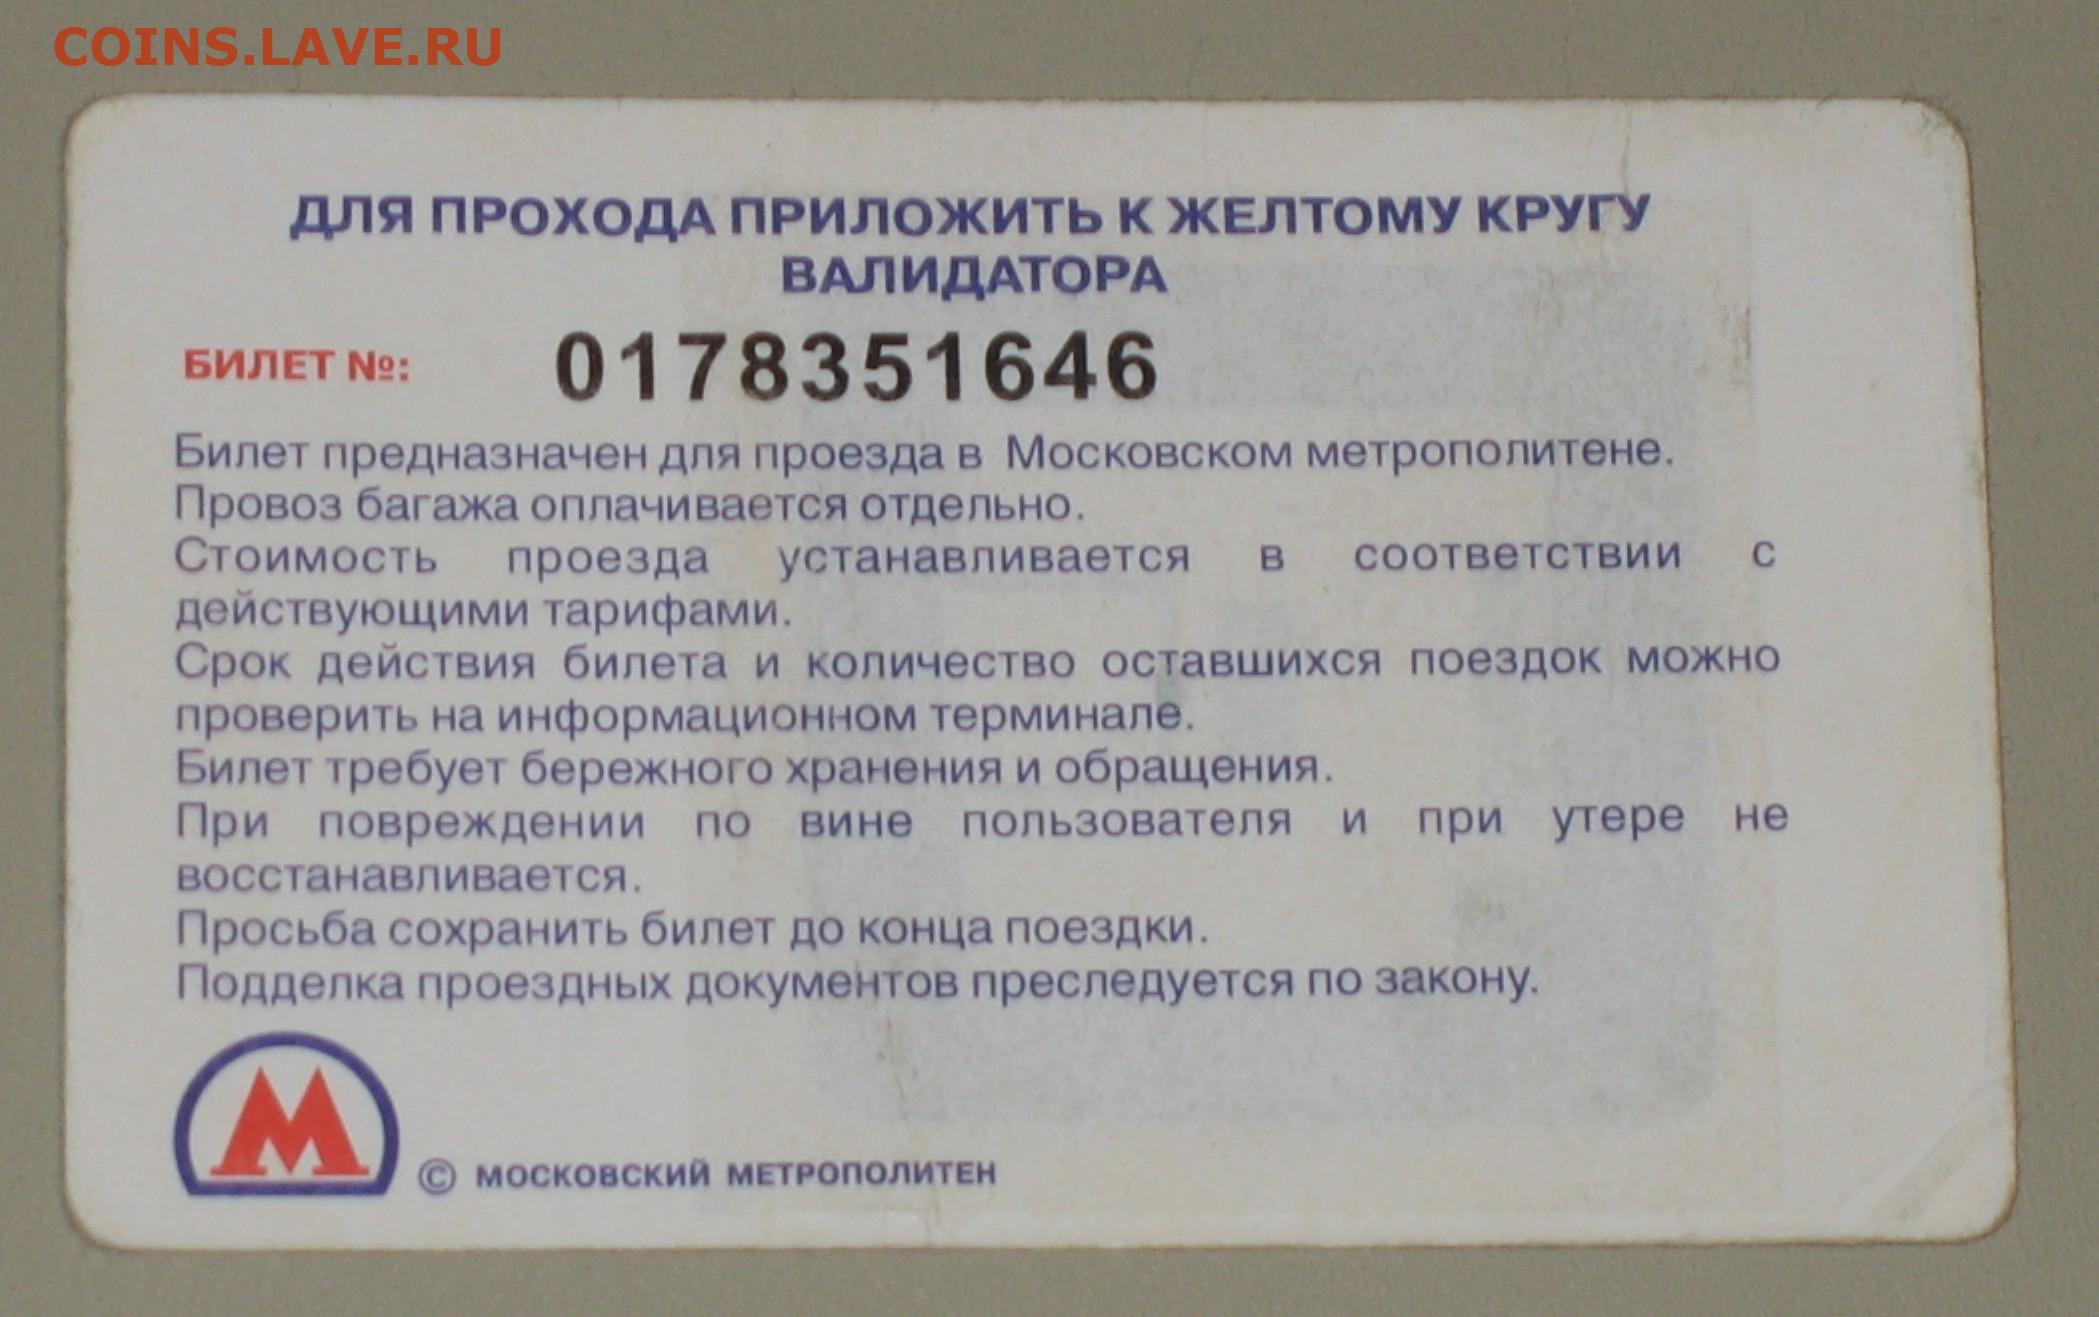 COINS.LAVE.RU
ДЛЯ ПРОХОДА ПРИЛОЖИТЬ К ЖЕЛТОМУ КРУГУ
ВАЛИДАТОРА
БИЛЕТ №: 0178351646
Билет предназначен для проезда в Московском метрополитене.
Провоз багажа оплачивается отдельно.
Стоимость проезда устанавливается в соответствии с
действующими тарифами.
Срок действия билета и количество оставшихся поездок можно
проверить на информационном терминале.
Билет требует бережного хранения и обращения.
При повреждении по вине пользователя и при утере не
восстанавливается.
Просьба сохранить билет до конца поездки.
Подделка проездных документов преследуется по закону.
М
© МОСКОВСКИЙ МЕТРОПОЛИТЕН